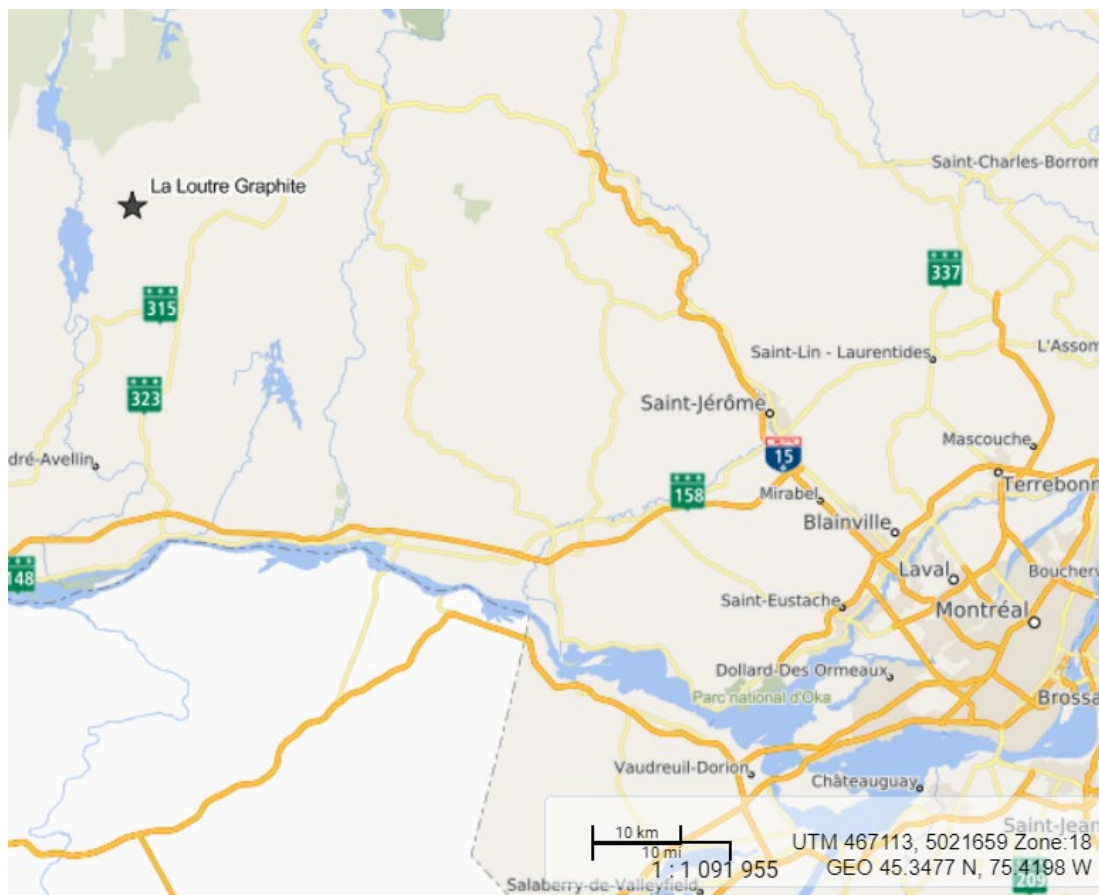 Saint-Charles-Borrom
La Loutre Graphite
337
315
Saint-Lin - Laurentides
L'Assom
323
Saint-Jérôme
Mascouche
dré-Avellin
15
Terrebonn
158
Mirabel
Blainville
148
Laval
Boucherv
Saint-Eustache
Montréal
Dollard-Des Ormeaux
Parc national d'Oka
Brossa
Vaudreuil-Dorion
Châteauguay
Saint-Jean
10 km
10 mi
1 : 1 091 955
UTM 467113, 5021659 Zone:18
GEO 45.3477 N, 75.4198 W
209
Salaberry-de-Valleyfield